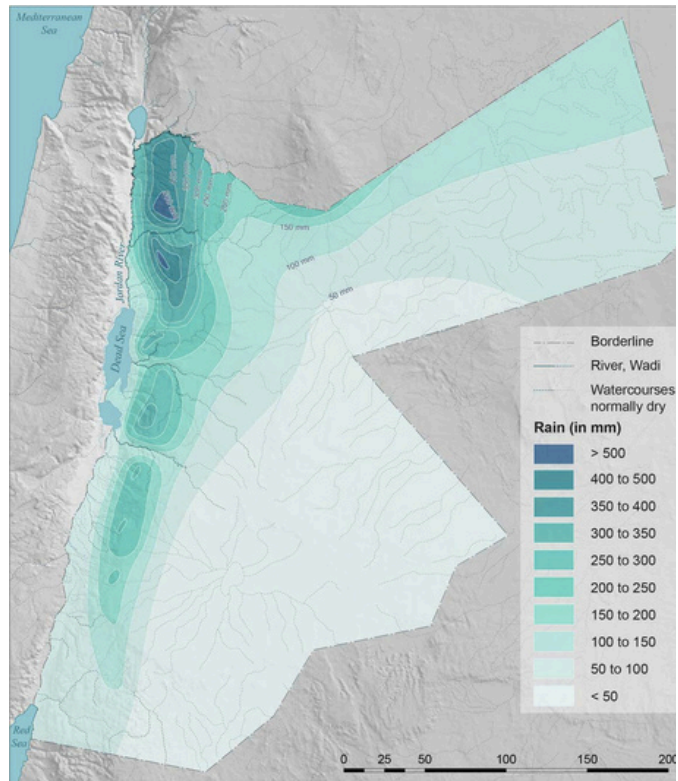 Mediterranean
Sea
150 mm
100 mm
50 mm
Jordan River
Dead Sea
Borderline
River, Wadi
Watercourses
normally dry
Rain (in mm)
> 500
400 to 500
350 to 400
300 to 350
250 to 300
200 to 250
150 to 200
100 to 150
50 to 100
< 50
Red
Sea
0 25 50 100 150 200